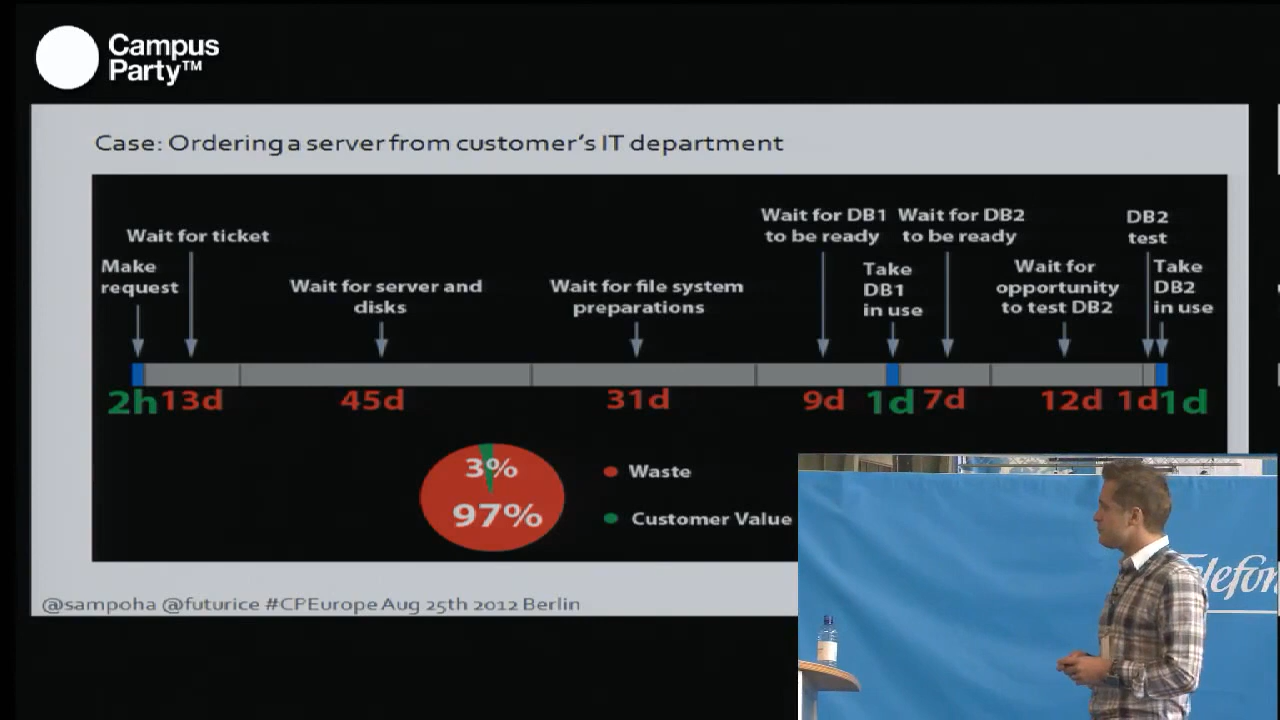 Campus
Party™
Case: Ordering a server from customer's IT department
Wait for ticket
Make
request
Wait for server and
disks
Wait for file system
preparations
Wait for DB1
to be ready
Take
DB1
in use
Wait for DB2
to be ready
Wait for
opportunity
to test DB2
DB2
test
Take
DB2
in use
2h 13d 45d 31d 9d 1d 7d 12d 1d 1d
3%
97%
Waste
Customer Value
@sampoha @futurice #CPEurope Aug 25th 2012 Berlin